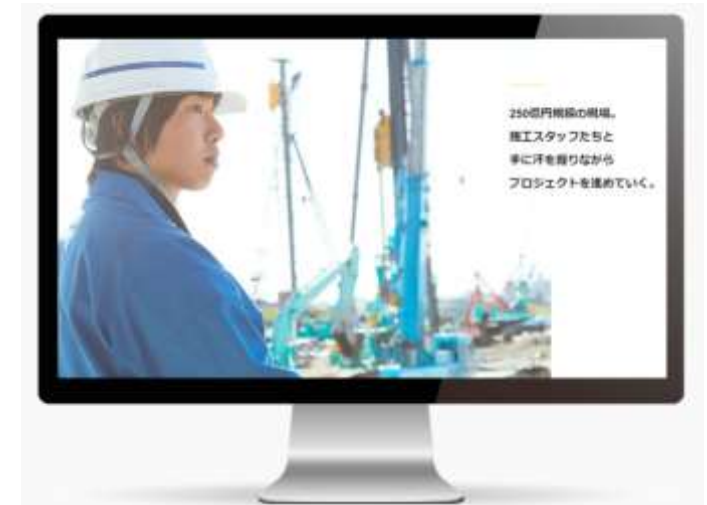 250億円規模の現場。
施工スタッフたちと
手に汗を握りながら
プロジェクトを進めていく。